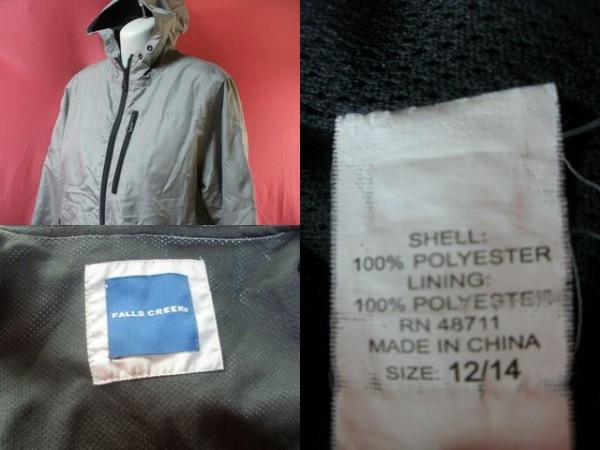 FALLS CREEK®
SHELL:
100% POLYESTER
LINING:
100% POLYESTER
RN 48711
MADE IN CHINA
SIZE: 12/14